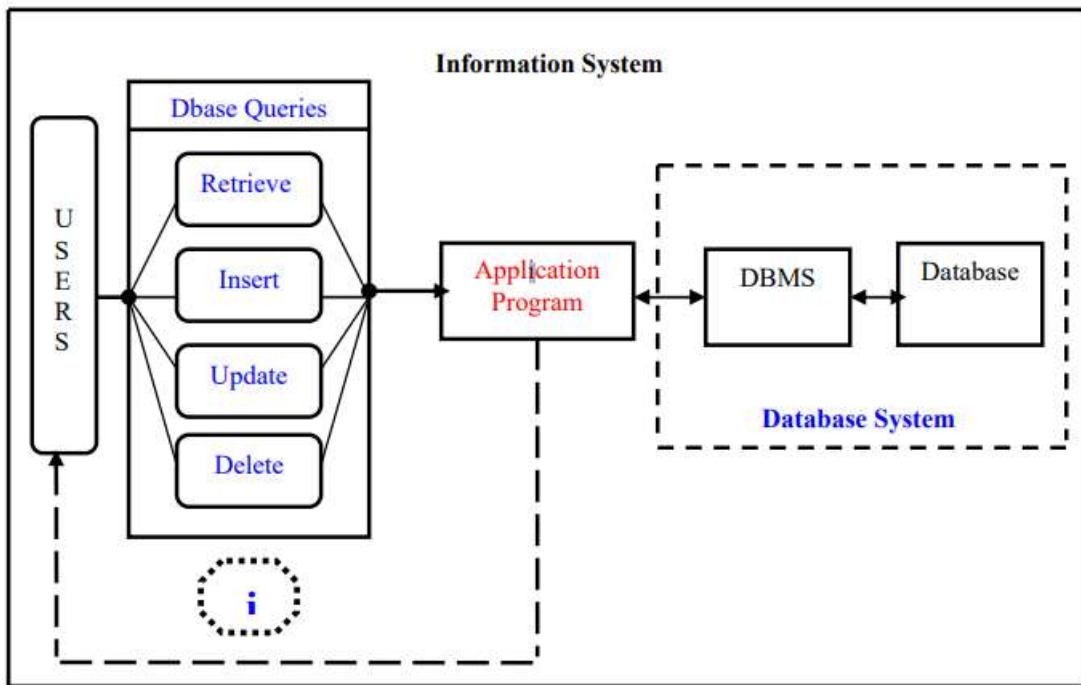 Information System
Dbase Queries
Retrieve
Insert
Update
Delete
U
S
E
R
S
Application
Program
DBMS
Database
Database System
i